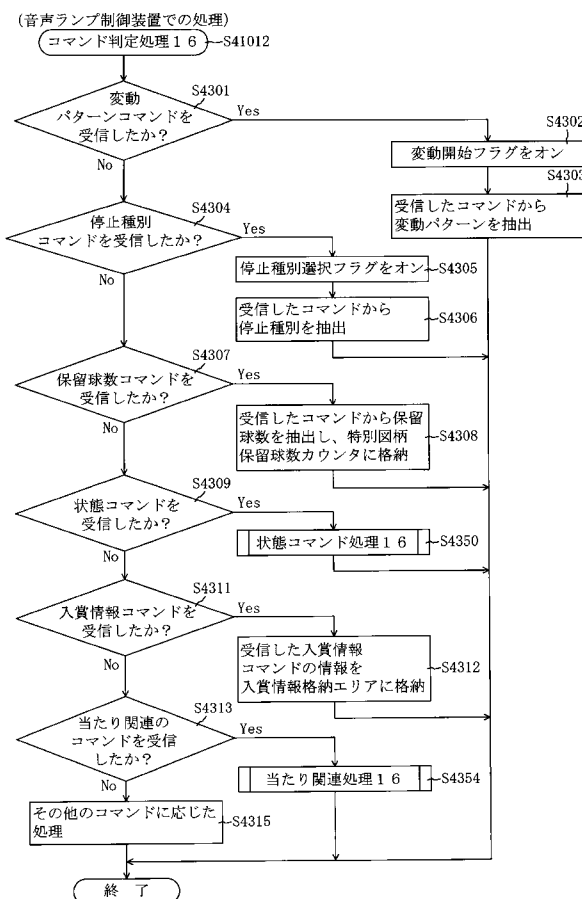 (音声ランプ制御装置での処理)
コマンド判定処理16
S41012
S4301
変動
パターンコマンドを
受信したか?
Yes
No
S4302
変動開始フラグをオン
S4303
受信したコマンドから
変動パターンを抽出
S4304
停止種別
コマンドを受信したか?
Yes
No
停止種別選択フラグをオン
S4305
受信したコマンドから
停止種別を抽出
S4306
S4307
保留球数コマンドを
受信したか?
Yes
No
受信したコマンドから保留
球数を抽出し、特別図柄
保留球数カウンタに格納
S4308
S4309
状態コマンドを
受信したか?
Yes
No
状態コマンド処理16
S4350
S4311
入賞情報コマンドを
受信したか?
Yes
No
受信した入賞情報
コマンドの情報を
入賞情報格納エリアに格納
S4312
S4313
当たり関連の
コマンドを受信
したか?
Yes
No
当たり関連処理16
S4354
その他のコマンドに応じた
処理
S4315
終 了